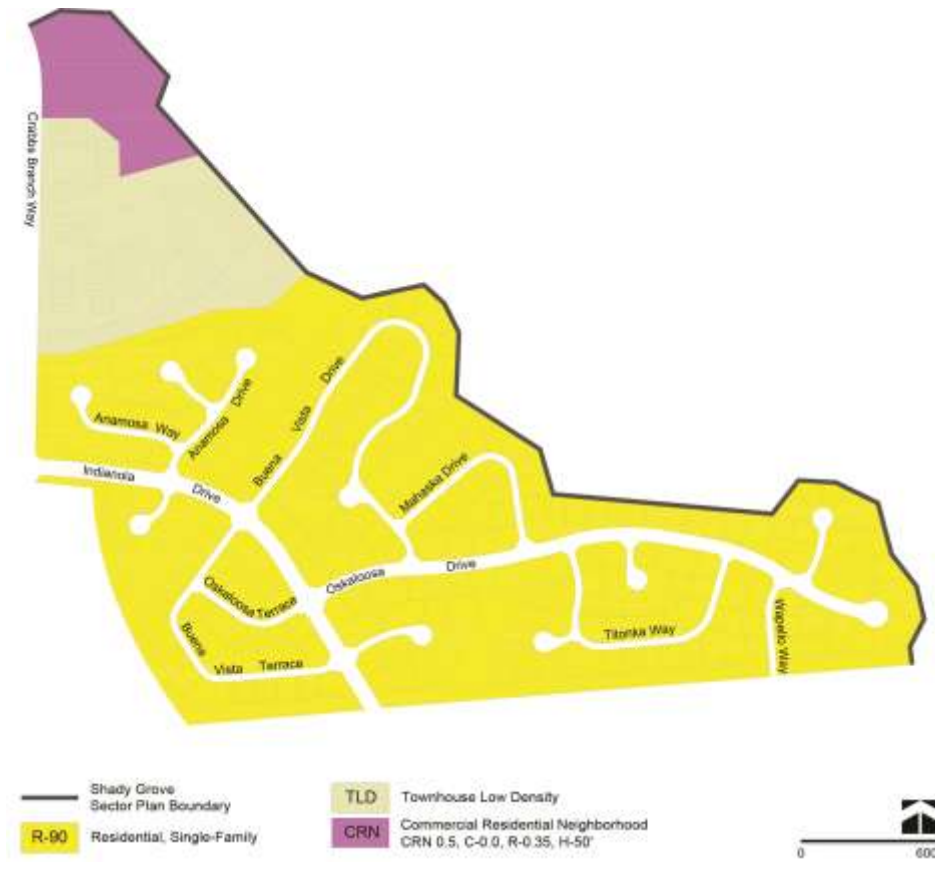 Crabbs Branch Way
Buena Vista Drive
Anamosa Way
Anamosa Drive
Indianola Drive
Mahaska Drive
Oskaloosa Terrace
Oskaloosa Drive
Buena Vista Terrace
Titonka Way
Wapello Way
Shady Grove
Sector Plan Boundary
R-90 Residential, Single-Family
TLD Townhouse Low Density
CRN Commercial Residential Neighborhood
CRN 0.5, C-0.0, R-0.35, H-50'
0 600